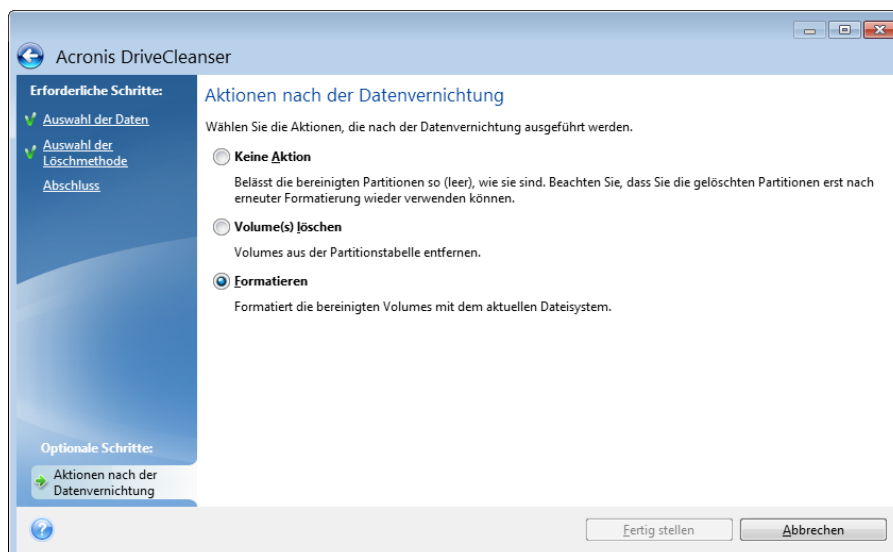 Acronis DriveCleanser
Erforderliche Schritte:
Auswahl der Daten
Auswahl der
Löschmethode
Abschluss
Optionale Schritte:
Aktionen nach der
Datenvernichtung
Aktionen nach der Datenvernichtung
Wählen Sie die Aktionen, die nach der Datenvernichtung ausgeführt werden.
Keine Aktion
Belässt die bereinigten Partitionen so (leer), wie sie sind. Beachten Sie, dass Sie die gelöschten Partitionen erst nach
erneuter Formatierung wieder verwenden können.
Volume(s) löschen
Volumes aus der Partitionstabelle entfernen.
Formatieren
Formatiert die bereinigten Volumes mit dem aktuellen Dateisystem.
?
Fertig stellen
Abbrechen